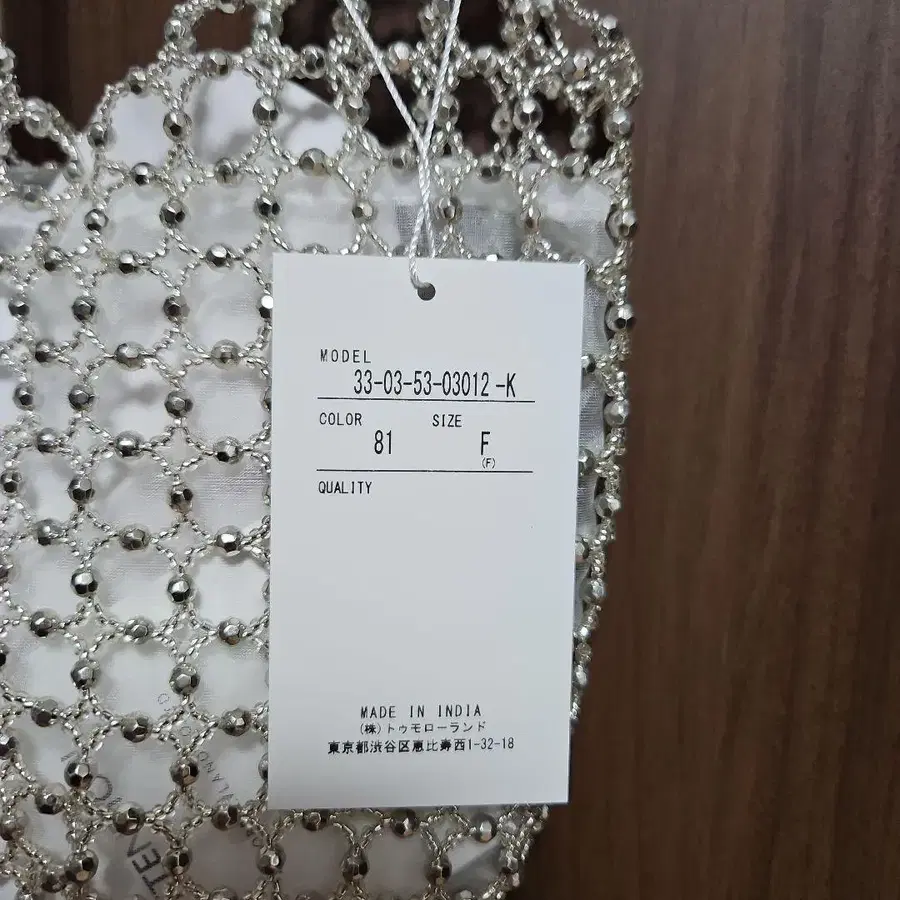 MODEL
33-03-53-03012-K
COLOR SIZE
81 F
(F)
QUALITY
MADE IN INDIA
(株)トゥモローランド
東京都渋谷区恵比寿西1-32-18